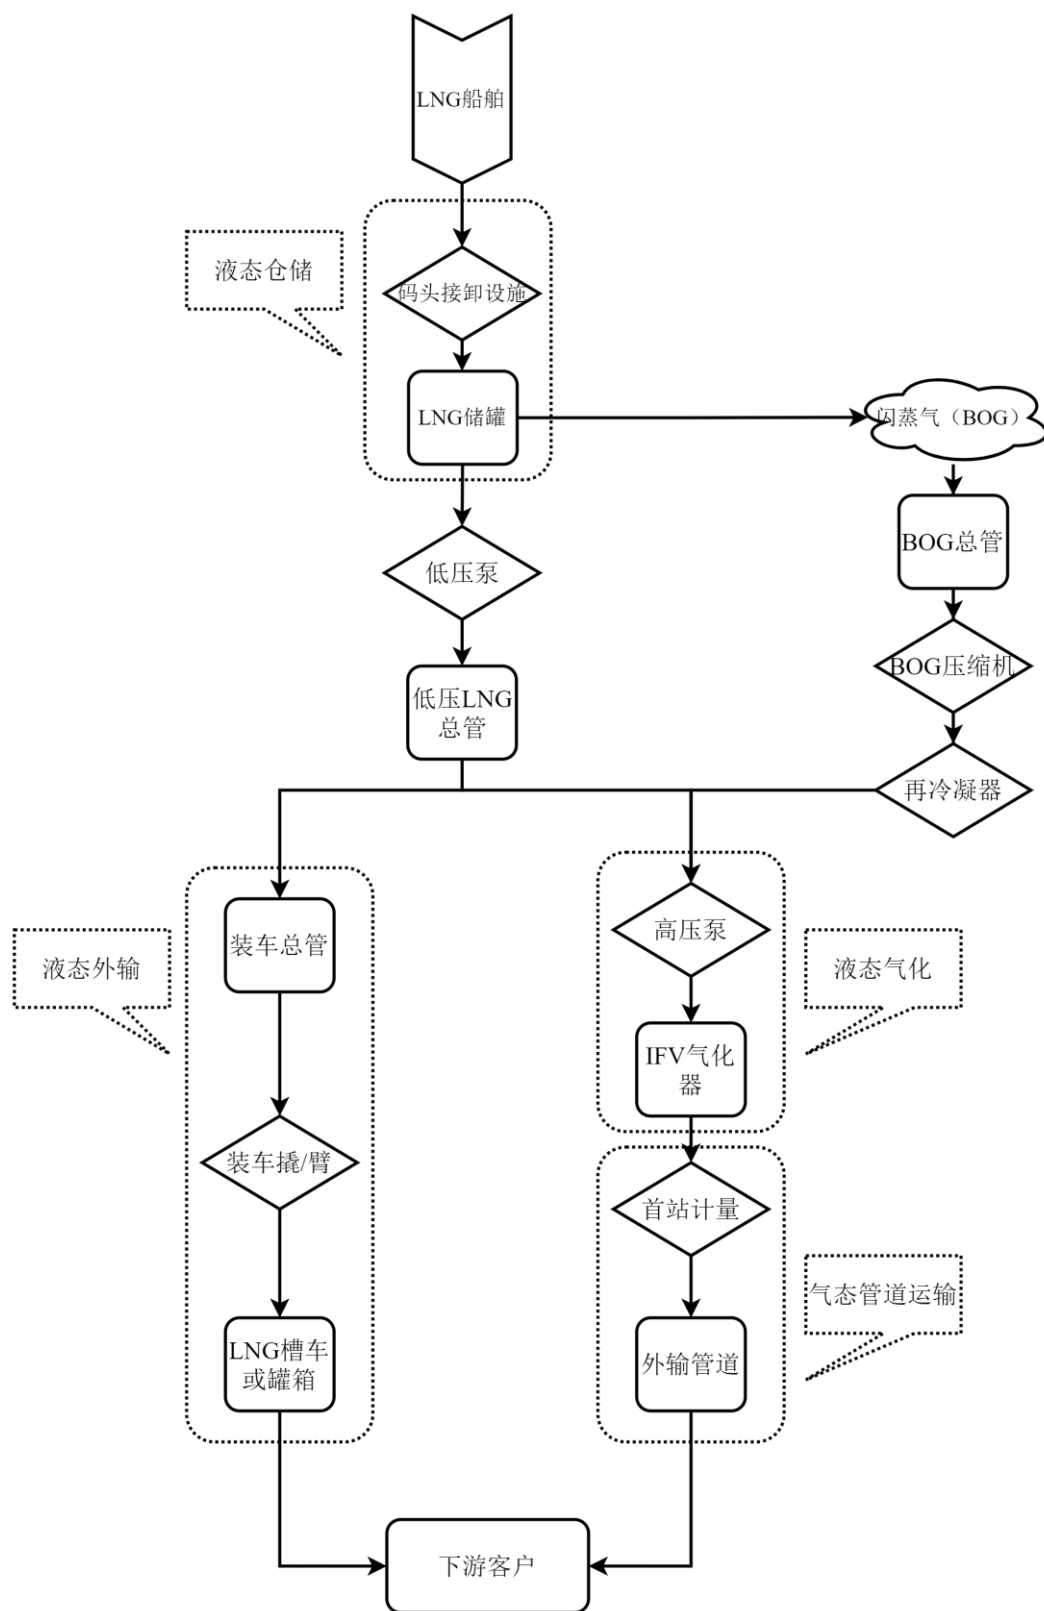 LNG船舶
液态仓储
码头接卸设施
LNG储罐
闪蒸气（BOG）
BOG总管
低压泵
BOG压缩机
低压LNG
总管
再冷凝器
装车总管
高压泵
液态外输
液态气化
IFV气化
器
装车撬/臂
首站计量
气态管道运输
LNG槽车
或罐箱
外输管道
下游客户